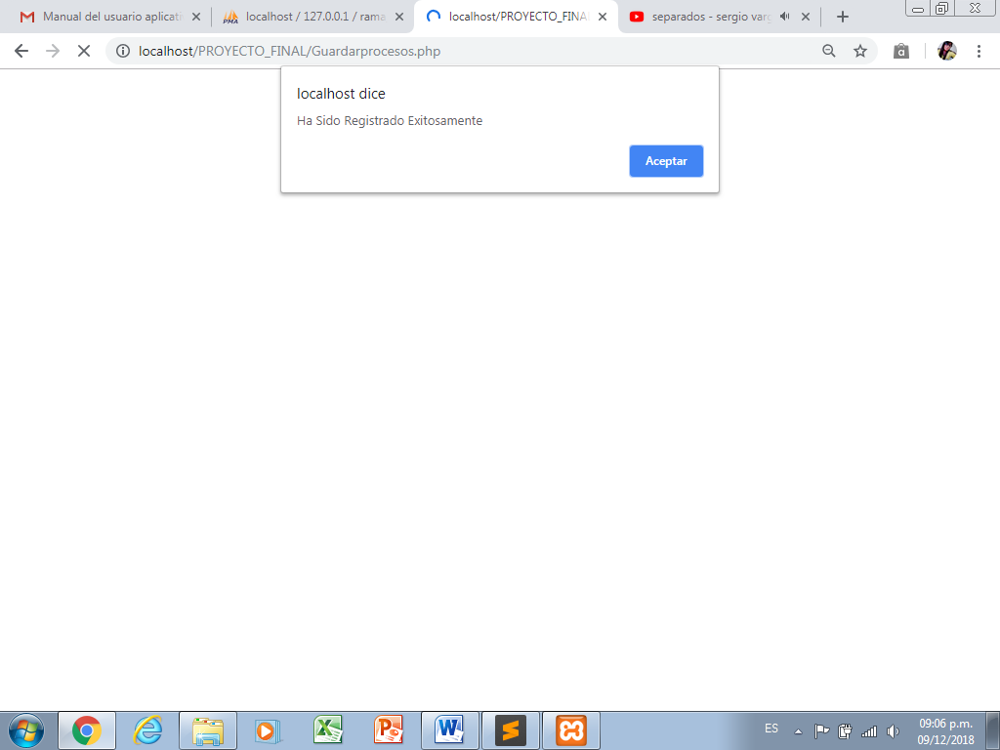 Manual del usuario aplicati
localhost / 127.0.0.1 / rama
localhost/PROYECTO_FINA
separados - sergio varg
localhost/PROYECTO_FINAL/Guardarprocesos.php
localhost dice
Ha Sido Registrado Exitosamente
Aceptar
ES
09:06 p.m.
09/12/2018